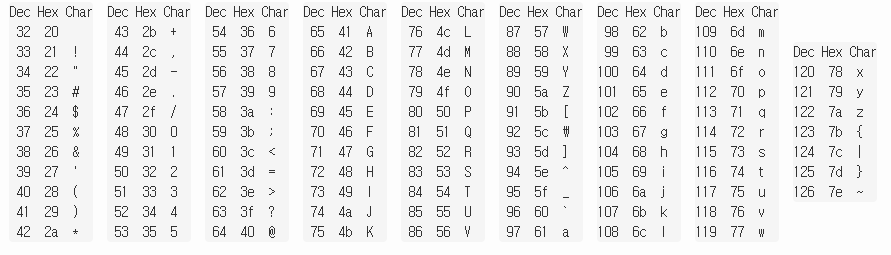 Dec Hex Char
32 20
33 21 !
34 22 "
35 23 #
36 24 $
37 25 %
38 26 &
39 27 '
40 28 (
41 29 )
42 2a *
Dec Hex Char
43 2b +
44 2c ,
45 2d -
46 2e .
47 2f /
48 30 0
49 31 1
50 32 2
51 33 3
52 34 4
53 35 5
Dec Hex Char
54 36 6
55 37 7
56 38 8
57 39 9
58 3a :
59 3b ;
60 3c <
61 3d =
62 3e >
63 3f ?
64 40 @
Dec Hex Char
65 41 A
66 42 B
67 43 C
68 44 D
69 45 E
70 46 F
71 47 G
72 48 H
73 49 I
74 4a J
75 4b K
Dec Hex Char
76 4c L
77 4d M
78 4e N
79 4f O
80 50 P
81 51 Q
82 52 R
83 53 S
84 54 T
85 55 U
86 56 V
Dec Hex Char
87 57 W
88 58 X
89 59 Y
90 5a Z
91 5b [
92 5c ₩
93 5d ]
94 5e ^
95 5f _
96 60 `
97 61 a
Dec Hex Char
98 62 b
99 63 c
100 64 d
101 65 e
102 66 f
103 67 g
104 68 h
105 69 i
106 6a j
107 6b k
108 6c l
Dec Hex Char
109 6d m
110 6e n
111 6f o
112 70 p
113 71 q
114 72 r
115 73 s
116 74 t
117 75 u
118 76 v
119 77 w
Dec Hex Char
120 78 x
121 79 y
122 7a z
123 7b {
124 7c |
125 7d }
126 7e ~